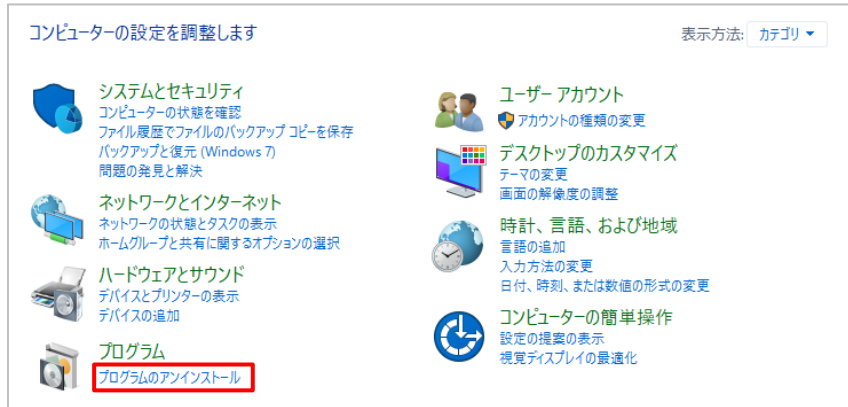 コンピューターの設定を調整します
表示方法: カテゴリ
システムとセキュリティ
コンピューターの状態を確認
ファイル履歴でファイルのバックアップ コピーを保存
バックアップと復元 (Windows 7)
問題の発見と解決
ネットワークとインターネット
ネットワークの状態とタスクの表示
ホームグループと共有に関するオプションの選択
ハードウェアとサウンド
デバイスとプリンターの表示
デバイスの追加
プログラム
プログラムのアンインストール
ユーザー アカウント
アカウントの種類の変更
デスクトップのカスタマイズ
テーマの変更
画面の解像度の調整
時計、言語、および地域
言語の追加
入力方法の変更
日付、時刻、または数値の形式の変更
コンピューターの簡単操作
設定の提案の表示
視覚ディスプレイの最適化